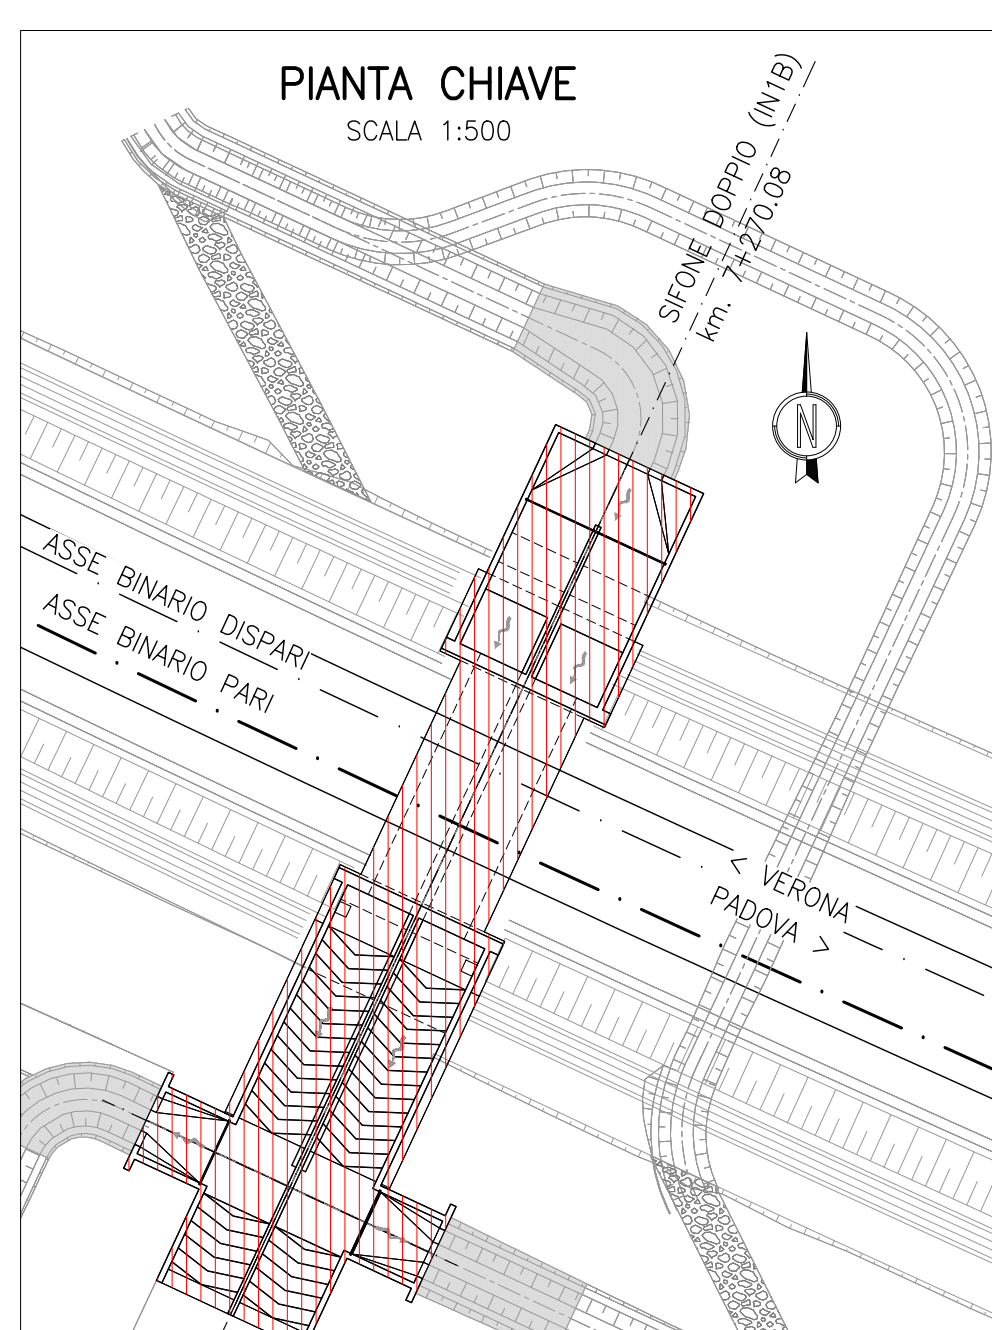 PIANTA CHIAVE
SCALA 1:500
SIFONE DOPPIO (IN1B)
km. 7+270.08
N
ASSE BINARIO DISPARI
ASSE BINARIO PARI
< VERONA
PADOVA >